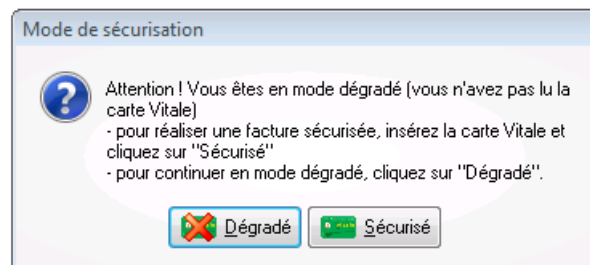 Mode de sécurisation
Attention ! Vous êtes en mode dégradé (vous n'avez pas lu la
carte Vitale)
- pour réaliser une facture sécurisée, insérez la carte Vitale et
cliquez sur "Sécurisé"
- pour continuer en mode dégradé, cliquez sur "Dégradé".
Dégradé Sécurisé